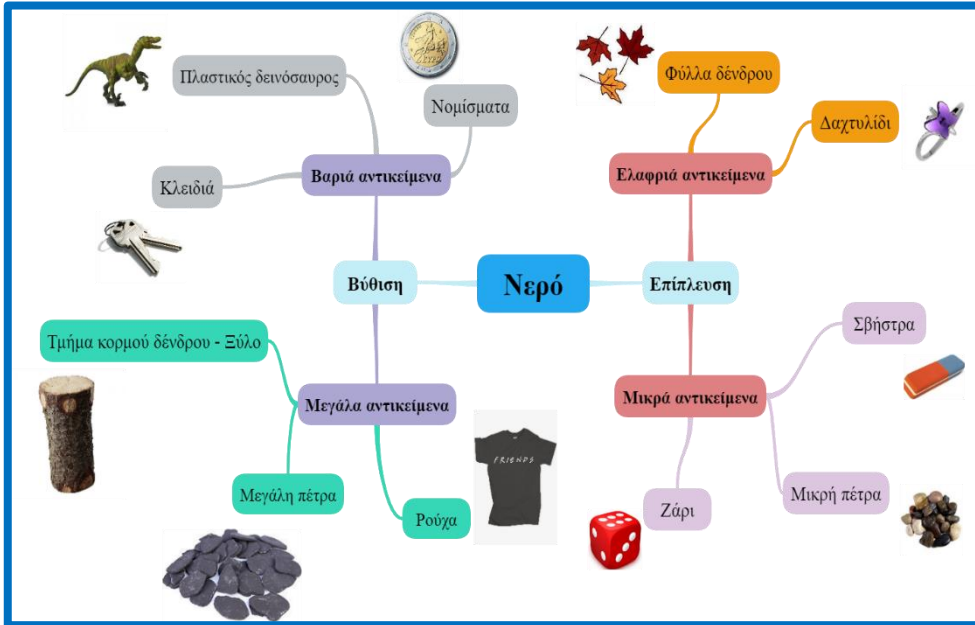 Πλαστικός δεινόσαυρος
Νομίσματα
Κλειδιά
Βαριά αντικείμενα
Φύλλα δένδρου
Δαχτυλίδι
Ελαφριά αντικείμενα
Βύθιση
Νερό
Επίπλευση
Τμήμα κορμού δένδρου - Ξύλο
Μεγάλα αντικείμενα
Μεγάλη πέτρα
Ρούχα
FRIENDS
Σβήστρα
Μικρά αντικείμενα
Ζάρι
Μικρή πέτρα